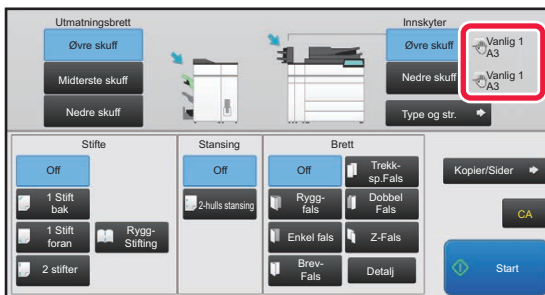 Utmatningsbrett
Innskyter
Øvre skuff
Midterste skuff
Nedre skuff
Øvre skuff
Vanlig 1
A3
Nedre skuff
Vanlig 1
A3
Type og str.
Stifte
Stansing
Brett
Off
1 Stift
bak
1 Stift
foran
Rygg-
Stifting
2 stifter
Off
2-hulls stansing
Off
Trekk-
sp.Fals
Rygg-
fals
Dobbel
Fals
Enkel fals
Z-Fals
Brev-
Fals
Detalj
Kopier/Sider
CA
Start